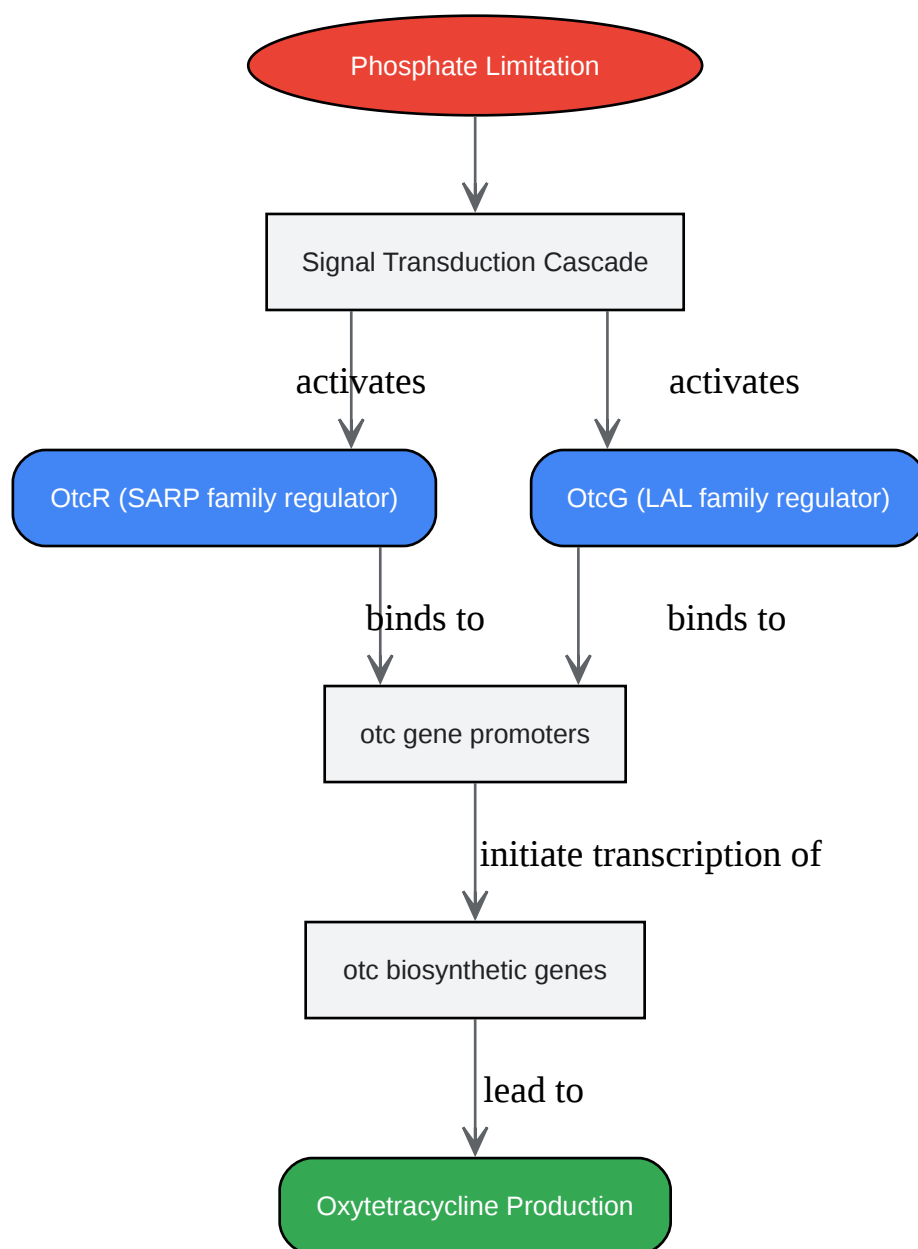 Phosphate Limitation
Signal Transduction Cascade
activates
activates
OtcR (SARP family regulator)
OtcG (LAL family regulator)
binds to
binds to
otc gene promoters
initiate transcription of
otc biosynthetic genes
lead to
Oxytetracycline Production